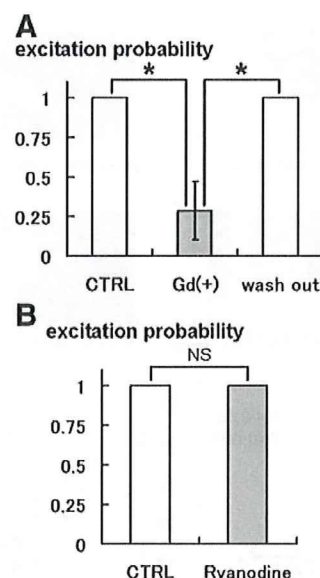 A
excitation probability
* *
1
0.75
0.5
0.25
0
CTRL Gd(+) wash out
B
excitation probability
NS
1
0.75
0.5
0.25
0
CTRL Ryanodine